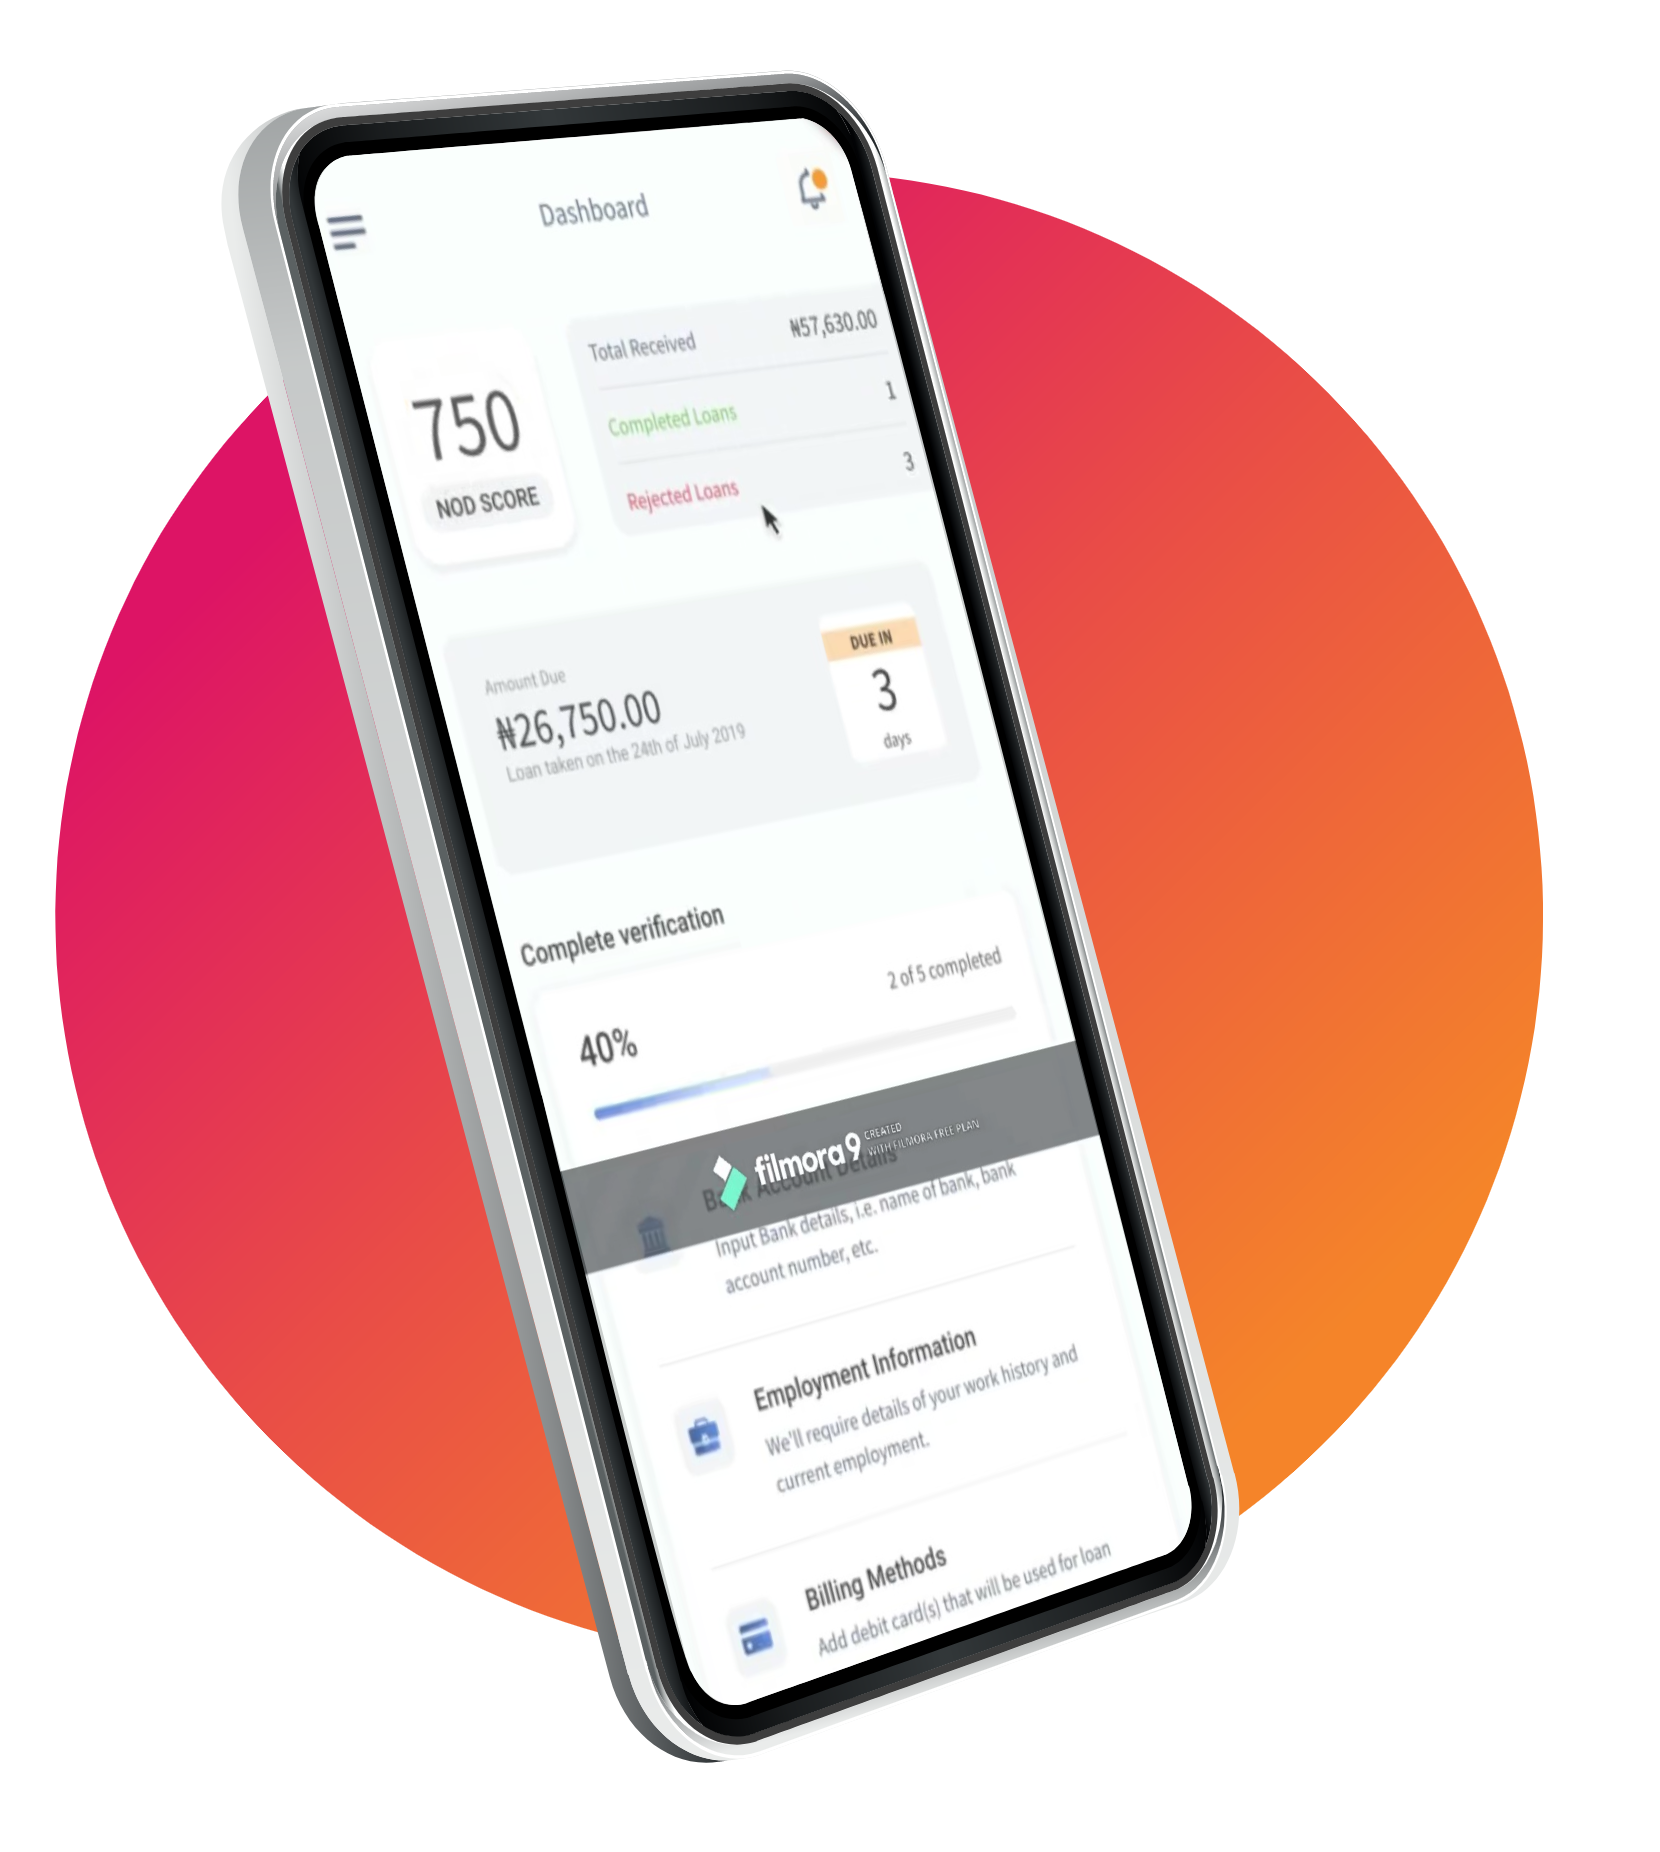 Dashboard
Total Received ₦57,630.00
750
Completed Loans 1
NOD SCORE
Rejected Loans 3
DUE IN
Amount Due
3
₦26,750.00
days
Loan taken on the 24th of July 2019
Complete verification
2 of 5 completed
40%
filmora9 CREATED
WITH FILMORA FREE PLAN
Bank Account Details
Input Bank details, i.e. name of bank, bank
account number, etc.
Employment Information
We'll require details of your work history and
current employment.
Billing Methods
Add debit card(s) that will be used for loan